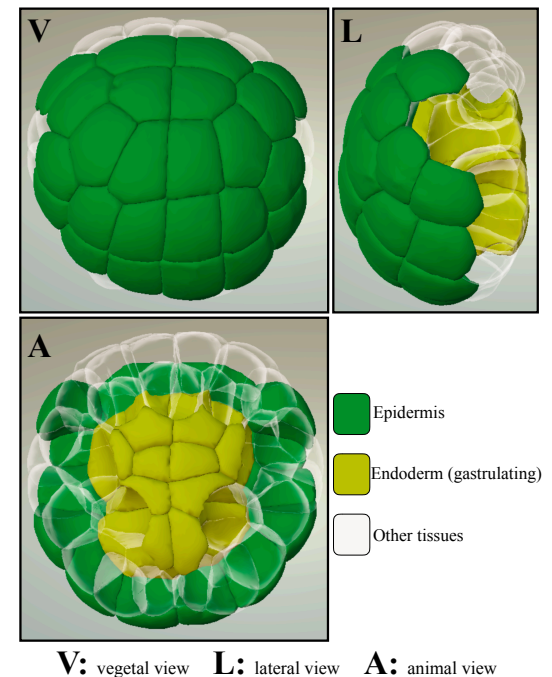 V
L
A
Epidermis
Endoderm (gastrulating)
Other tissues
V: vegetal view L: lateral view A: animal view